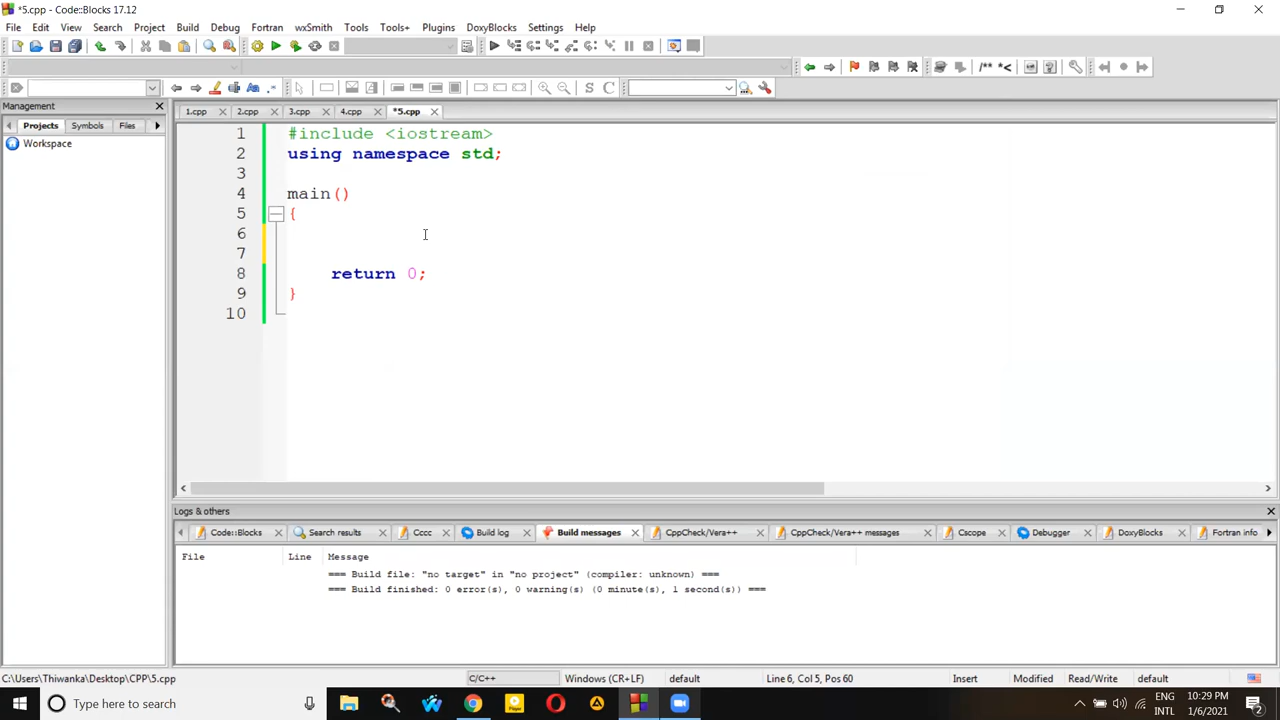 *5.cpp - Code::Blocks 17.12
File Edit View Search Project Build Debug Fortran wxSmith Tools Tools+ Plugins DoxyBlocks Settings Help
/** *<
Aa .*
S C
Management
1.cpp 2.cpp 3.cpp 4.cpp *5.cpp
Projects Symbols Files
Workspace
1 #include <iostream>
2 using namespace std;
3
4 main()
5 {
6
7
8 return 0;
9 }
10
Logs & others
Code::Blocks Search results Cccc Build log Build messages CppCheck/Vera++ CppCheck/Vera++ messages Cscope Debugger DoxyBlocks Fortran info
File Line Message
=== Build file: "no target" in "no project" (compiler: unknown) ===
=== Build finished: 0 error(s), 0 warning(s) (0 minute(s), 1 second(s)) ===
C:\Users\Thiwanka\Desktop\CPP\5.cpp C/C++ Windows (CR+LF) default Line 6, Col 5, Pos 60 Insert Modified Read/Write default
Type here to search
ENG
INTL
10:29 PM
1/6/2021
2